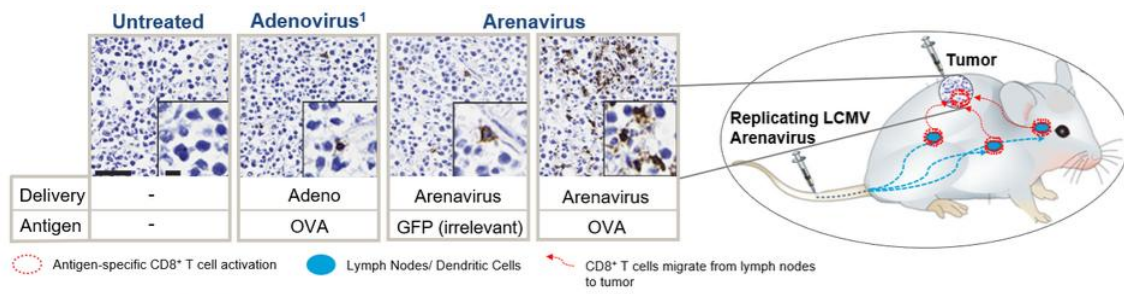 Untreated
Adenovirus¹
Arenavirus
Delivery - Adeno Arenavirus Arenavirus
Antigen - OVA GFP (irrelevant) OVA
Tumor
Replicating LCMV
Arenavirus
Antigen-specific CD8⁺ T cell activation
Lymph Nodes/ Dendritic Cells
CD8⁺ T cells migrate from lymph nodes
to tumor